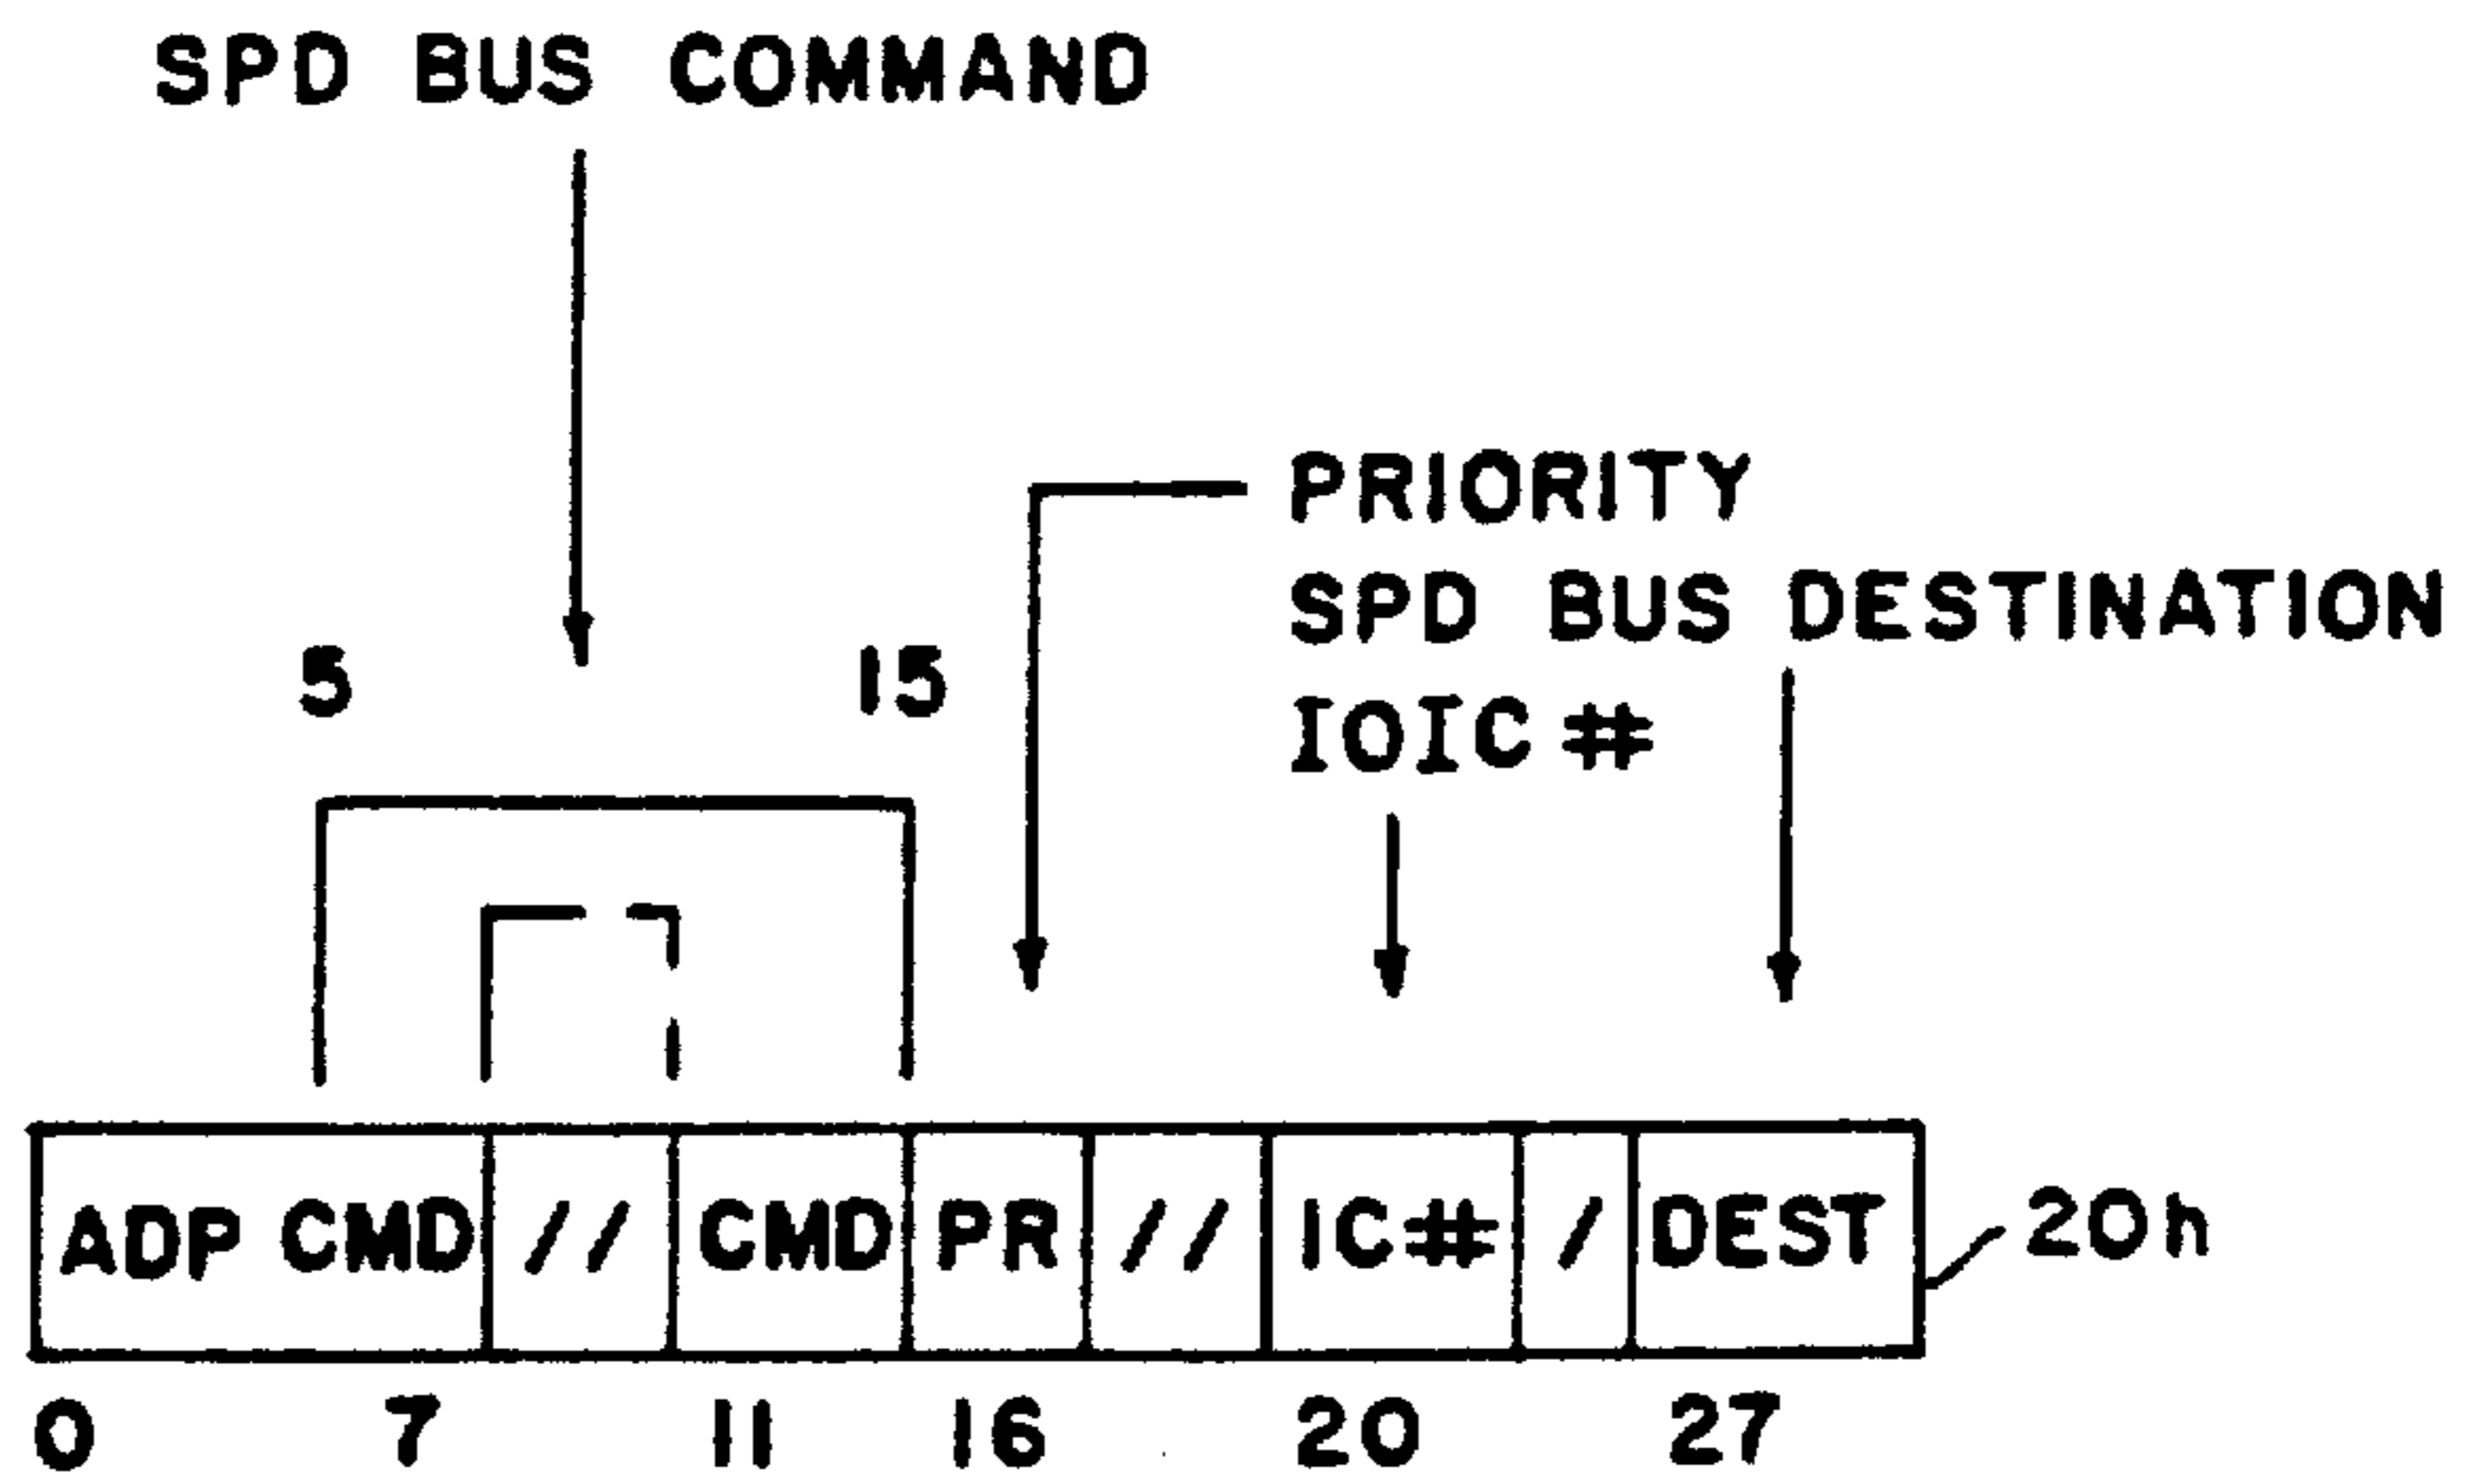 SPD BUS COMMAND
PRIORITY
SPD BUS DESTINATION
5 15
IOIC #
ADP CMD // CMD PR // IC# / DEST 20h
0 7 11 16 20 27